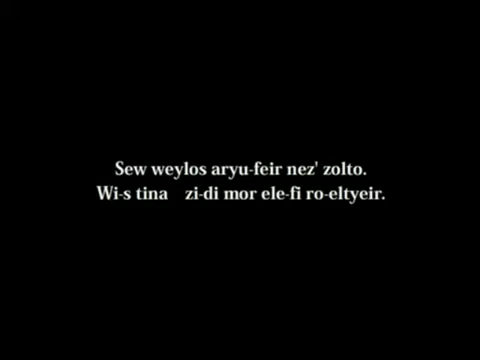 Sew weylos aryu-feir nez' zolto.
Wi-s tina　zi-di mor ele-fi ro-eltyeir.